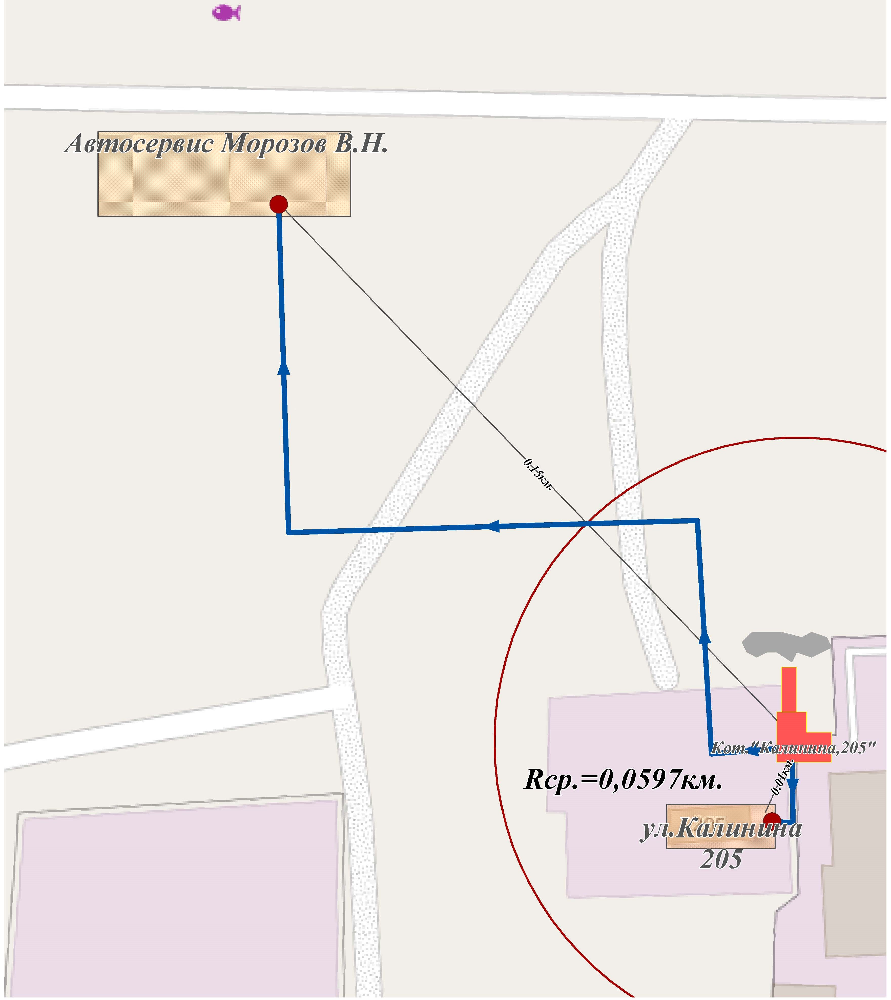 Автосервис Морозов В.Н.
0.15км.
Кот."Калинина,205"
Rср.=0,0597км.
0.01км.
ул.Калинина
205